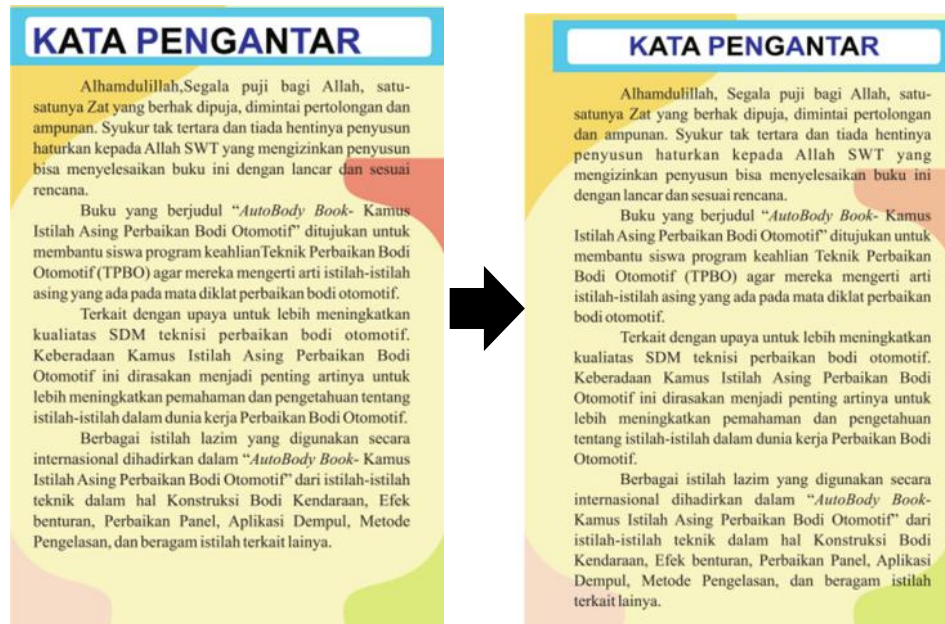 KATA PENGANTAR
Alhamdulillah,Segala puji bagi Allah, satu-
satunya Zat yang berhak dipuja, dimintai pertolongan dan
ampunan. Syukur tak tertara dan tiada hentinya penyusun
haturkan kepada Allah SWT yang mengizinkan penyusun
bisa menyelesaikan buku ini dengan lancar dan sesuai
rencana.
Buku yang berjudul “AutoBody Book- Kamus
Istilah Asing Perbaikan Bodi Otomotif” ditujukan untuk
membantu siswa program keahlianTeknik Perbaikan Bodi
Otomotif (TPBO) agar mereka mengerti arti istilah-istilah
asing yang ada pada mata diklat perbaikan bodi otomotif.
Terkait dengan upaya untuk lebih meningkatkan
kualiatas SDM teknisi perbaikan bodi otomotif.
Keberadaan Kamus Istilah Asing Perbaikan Bodi
Otomotif ini dirasakan menjadi penting artinya untuk
lebih meningkatkan pemahaman dan pengetahuan tentang
istilah-istilah dalam dunia kerja Perbaikan Bodi Otomotif.
Berbagai istilah lazim yang digunakan secara
internasional dihadirkan dalam “AutoBody Book- Kamus
Istilah Asing Perbaikan Bodi Otomotif” dari istilah-istilah
teknik dalam hal Konstruksi Bodi Kendaraan, Efek
benturan, Perbaikan Panel, Aplikasi Dempul, Metode
Pengelasan, dan beragam istilah terkait lainya.
KATA PENGANTAR
Alhamdulillah, Segala puji bagi Allah, satu-
satunya Zat yang berhak dipuja, dimintai pertolongan
dan ampunan. Syukur tak tertara dan tiada hentinya
penyusun haturkan kepada Allah SWT yang
mengizinkan penyusun bisa menyelesaikan buku ini
dengan lancar dan sesuai rencana.
Buku yang berjudul “AutoBody Book- Kamus
Istilah Asing Perbaikan Bodi Otomotif” ditujukan untuk
membantu siswa program keahlian Teknik Perbaikan
Bodi Otomotif (TPBO) agar mereka mengerti arti
istilah-istilah asing yang ada pada mata diklat perbaikan
bodi otomotif.
Terkait dengan upaya untuk lebih meningkatkan
kualiatas SDM teknisi perbaikan bodi otomotif.
Keberadaan Kamus Istilah Asing Perbaikan Bodi
Otomotif ini dirasakan menjadi penting artinya untuk
lebih meningkatkan pemahaman dan pengetahuan
tentang istilah-istilah dalam dunia kerja Perbaikan Bodi
Otomotif.
Berbagai istilah lazim yang digunakan secara
internasional dihadirkan dalam “AutoBody Book-
Kamus Istilah Asing Perbaikan Bodi Otomotif” dari
istilah-istilah teknik dalam hal Konstruksi Bodi
Kendaraan, Efek benturan, Perbaikan Panel, Aplikasi
Dempul, Metode Pengelasan, dan beragam istilah
terkait lainya.